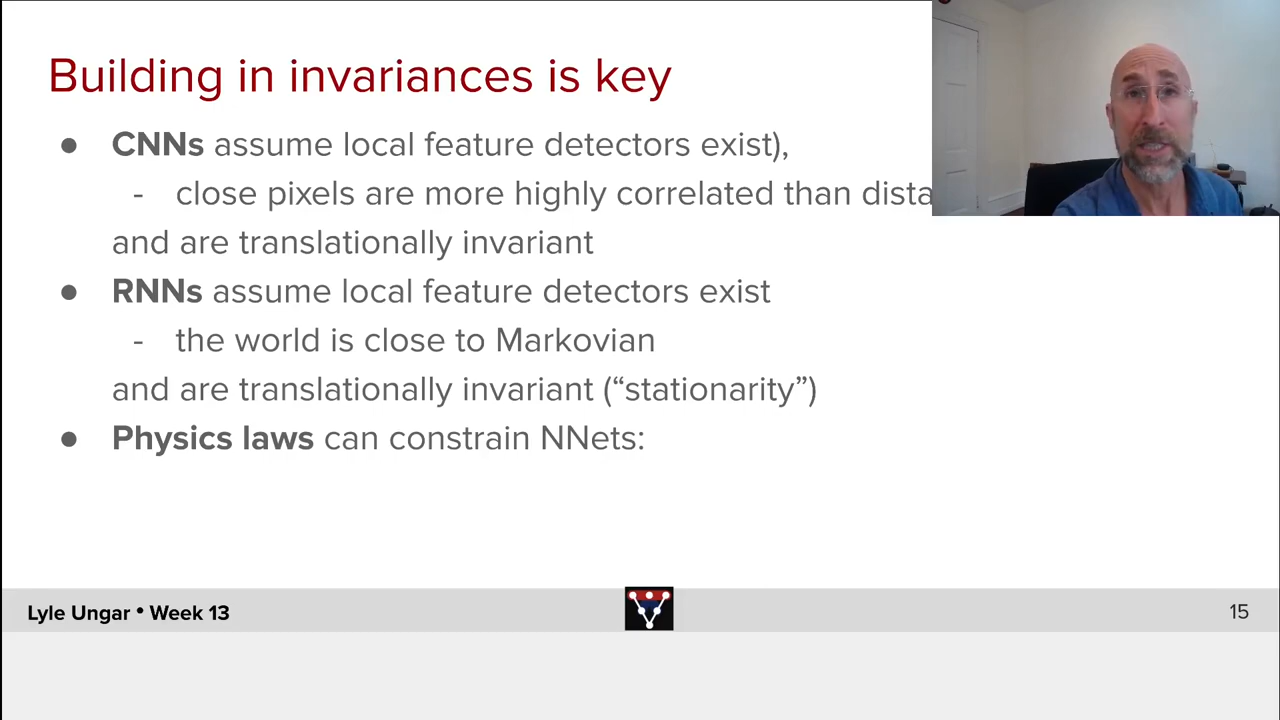 Building in invariances is key
● CNNs assume local feature detectors exist),
- close pixels are more highly correlated than
and are translationally invariant
● RNNs assume local feature detectors exist
- the world is close to Markovian
and are translationally invariant (“stationarity”)
● Physics laws can constrain NNets:
Lyle Ungar • Week 13
15